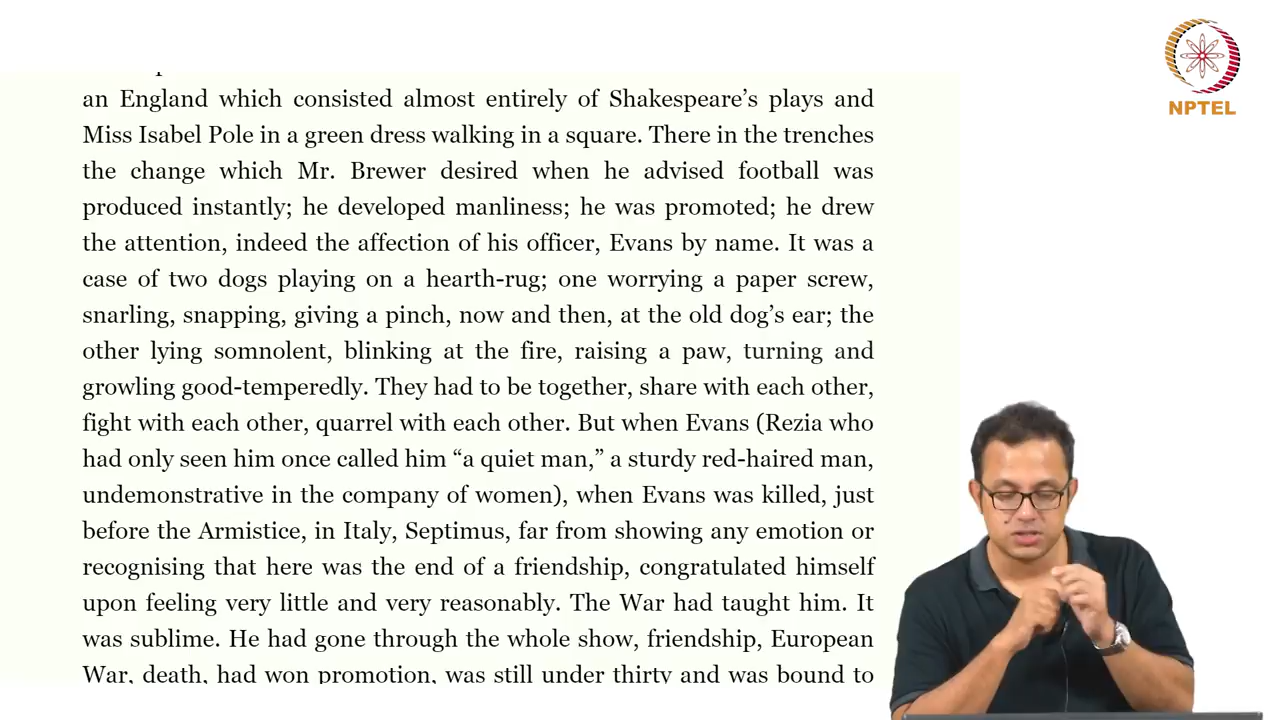 an England which consisted almost entirely of Shakespeare's plays and
Miss Isabel Pole in a green dress walking in a square. There in the trenches
the change which Mr. Brewer desired when he advised football was
produced instantly; he developed manliness; he was promoted; he drew
the attention, indeed the affection of his officer, Evans by name. It was a
case of two dogs playing on a hearth-rug; one worrying a paper screw,
snarling, snapping, giving a pinch, now and then, at the old dog's ear; the
other lying somnolent, blinking at the fire, raising a paw, turning and
growling good-temperedly. They had to be together, share with each other,
fight with each other, quarrel with each other. But when Evans (Rezia who
had only seen him once called him “a quiet man,” a sturdy red-haired man,
undemonstrative in the company of women), when Evans was killed, just
before the Armistice, in Italy, Septimus, far from showing any emotion or
recognising that here was the end of a friendship, congratulated himself
upon feeling very little and very reasonably. The War had taught him. It
was sublime. He had gone through the whole show, friendship, European
War, death, had won promotion, was still under thirty and was bound to
NPTEL